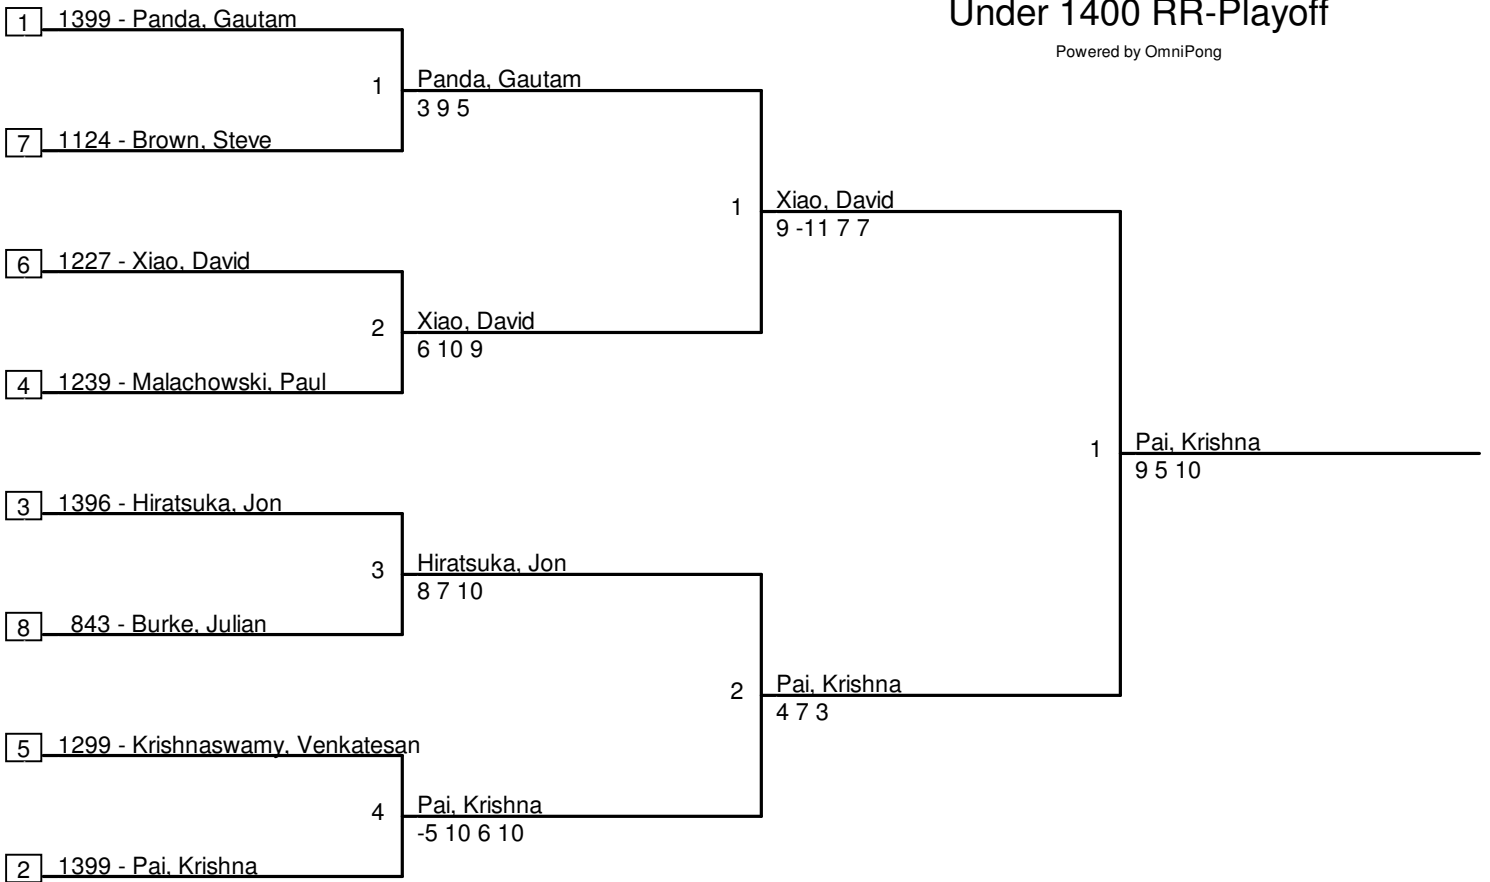 Under 1400 RR-Playoff
Powered by OmniPong
1 1399 - Panda, Gautam
1 Panda, Gautam
3 9 5
7 1124 - Brown, Steve
1 Xiao, David
9 -11 7 7
6 1227 - Xiao, David
2 Xiao, David
6 10 9
4 1239 - Malachowski, Paul
1 Pai, Krishna
9 5 10
3 1396 - Hiratsuka, Jon
3 Hiratsuka, Jon
8 7 10
8 843 - Burke, Julian
2 Pai, Krishna
4 7 3
5 1299 - Krishnaswamy, Venkatesan
4 Pai, Krishna
-5 10 6 10
2 1399 - Pai, Krishna